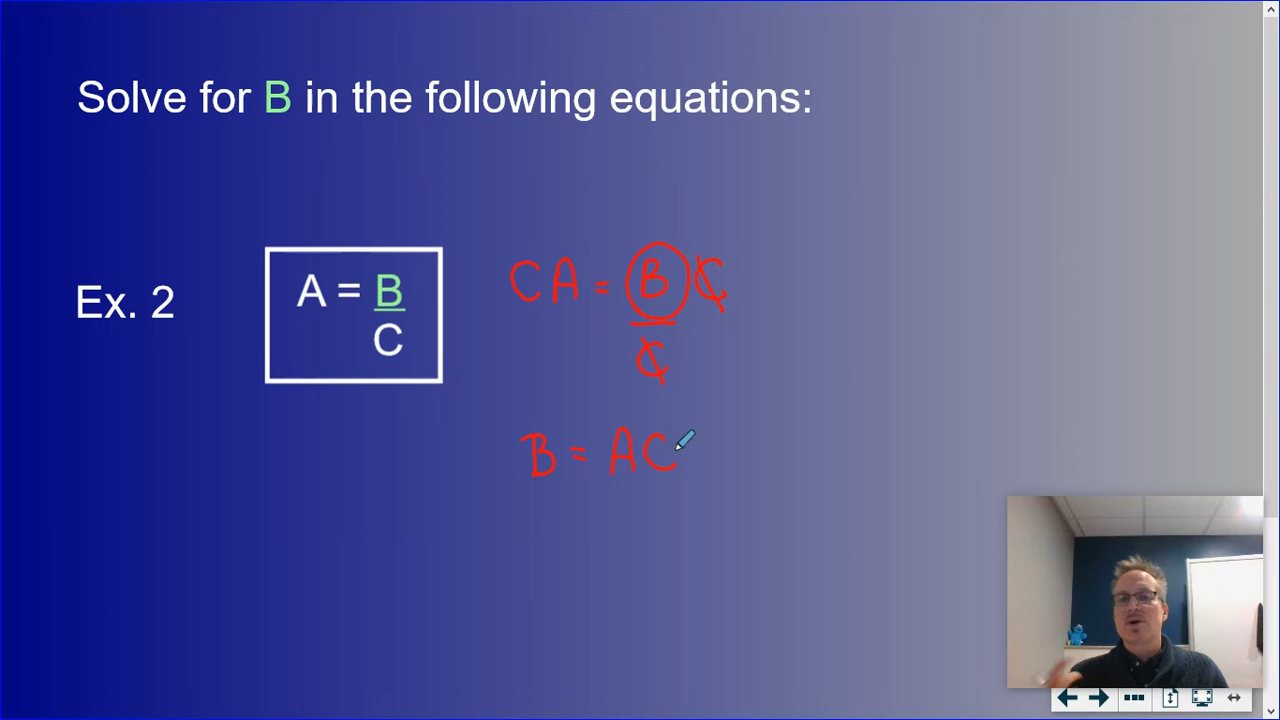 Solve for B in the following equations:
Ex. 2
A = B
C
CA = B C
C
B = AC